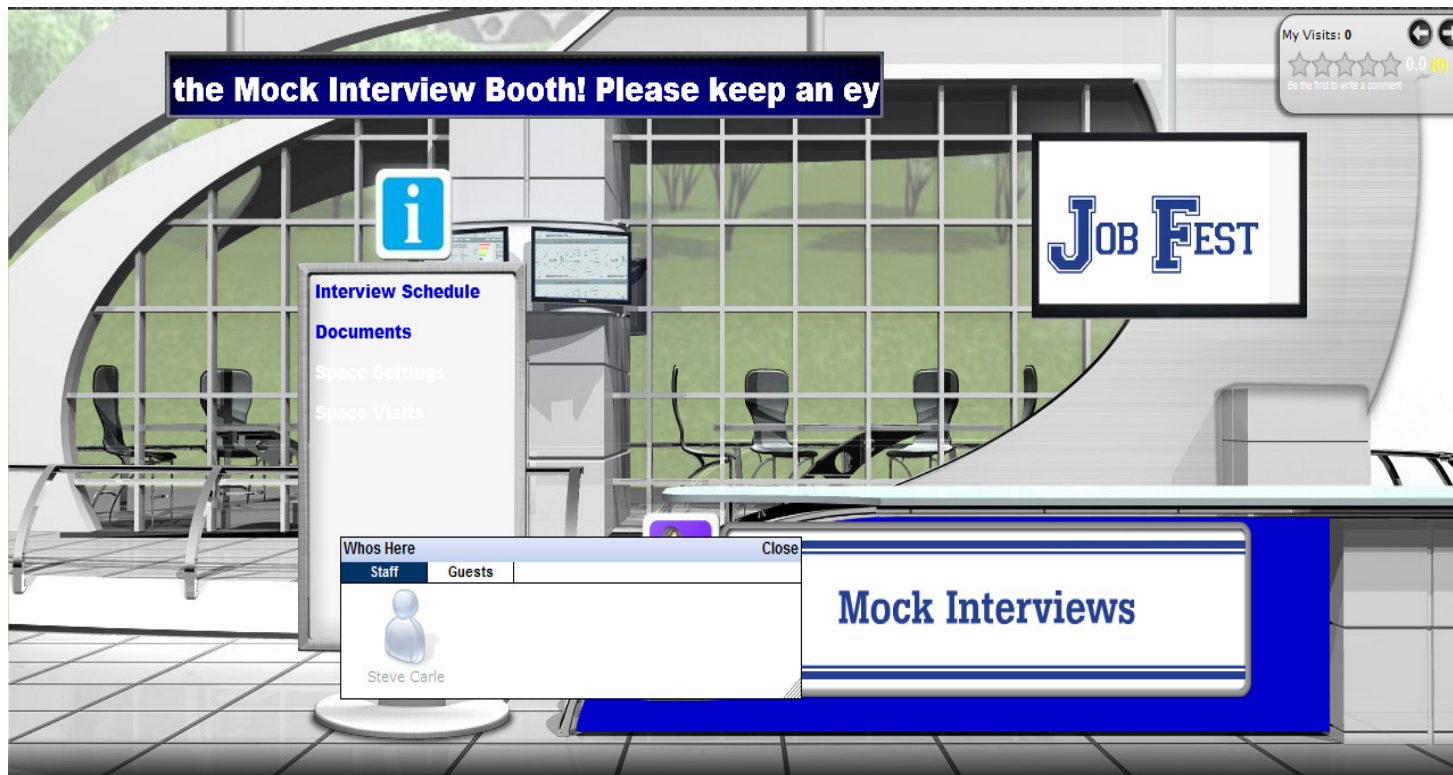 My Visits: 0
0.0 (0)
Be the first to write a comment
the Mock Interview Booth! Please keep an ey
i
JOB FEST
Interview Schedule
Documents
Space Settings
Space Visits
Whos Here Close
Staff Guests
Steve Carle
Mock Interviews